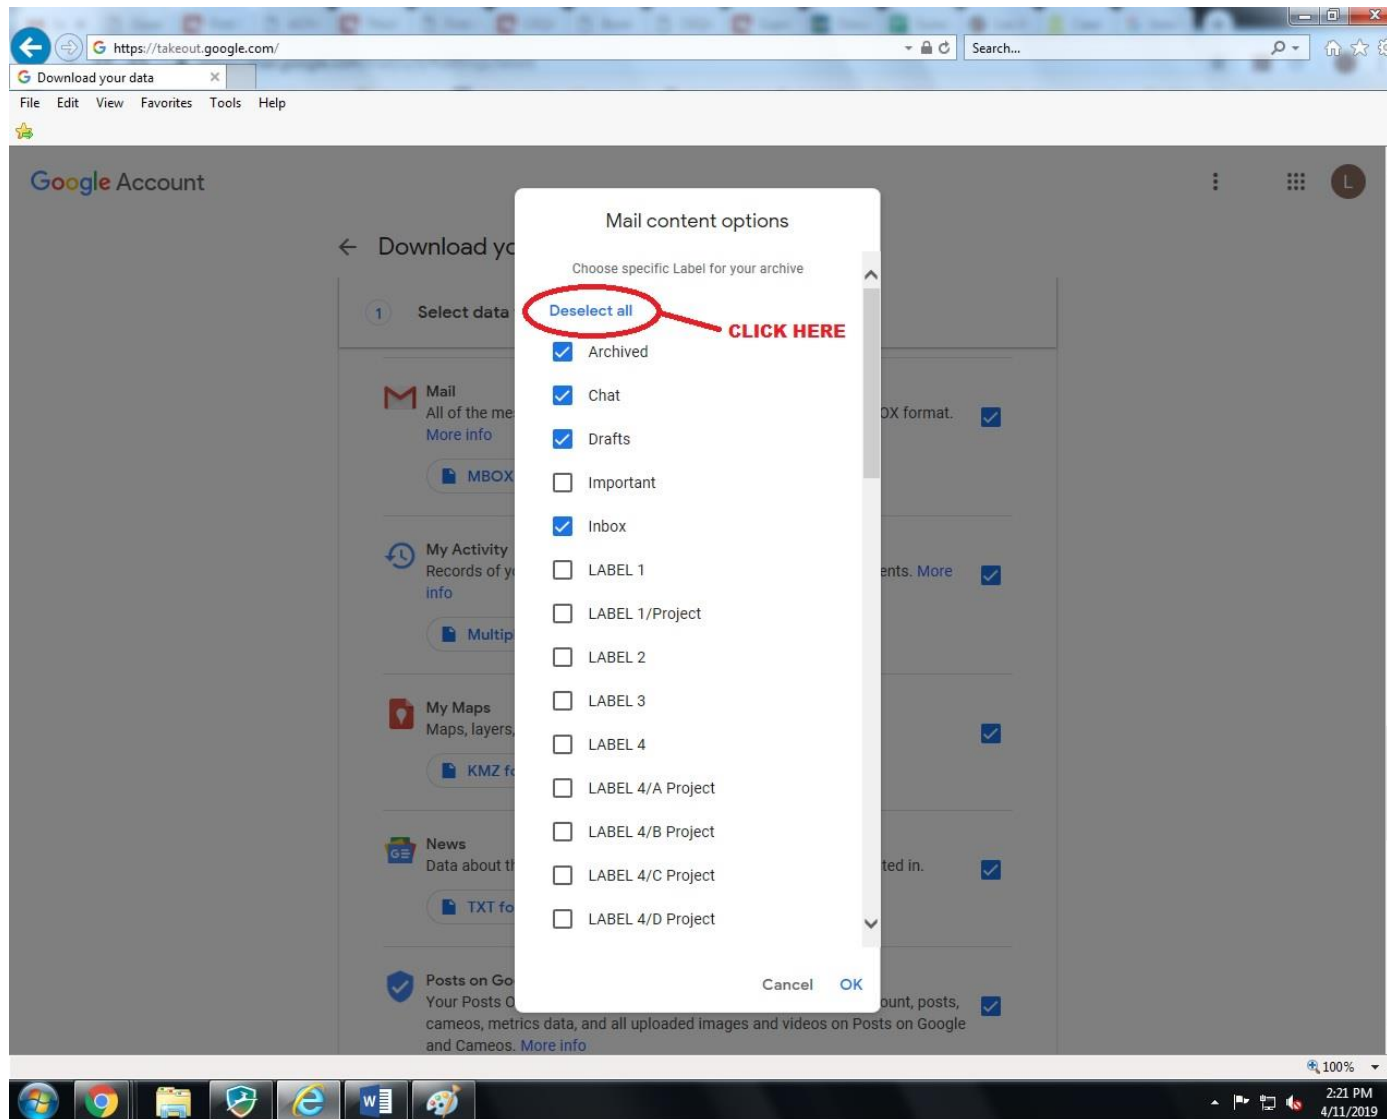 https://takeout.google.com/
Search...
Download your data
File Edit View Favorites Tools Help
Google Account
L
Download yo
1 Select data
Mail content options
Choose specific Label for your archive
Deselect all
CLICK HERE
Archived
Chat
Drafts
Important
Inbox
LABEL 1
LABEL 1/Project
LABEL 2
LABEL 3
LABEL 4
LABEL 4/A Project
LABEL 4/B Project
LABEL 4/C Project
LABEL 4/D Project
Cancel OK
Mail
All of the me OX format.
More info
MBOX
My Activity
Records of yo ents. More
info
Multip
My Maps
Maps, layers,
KMZ fo
News
Data about th ted in.
TXT fo
Posts on Go
Your Posts O ount, posts,
cameos, metrics data, and all uploaded images and videos on Posts on Google
and Cameos. More info
100%
2:21 PM
4/11/2019